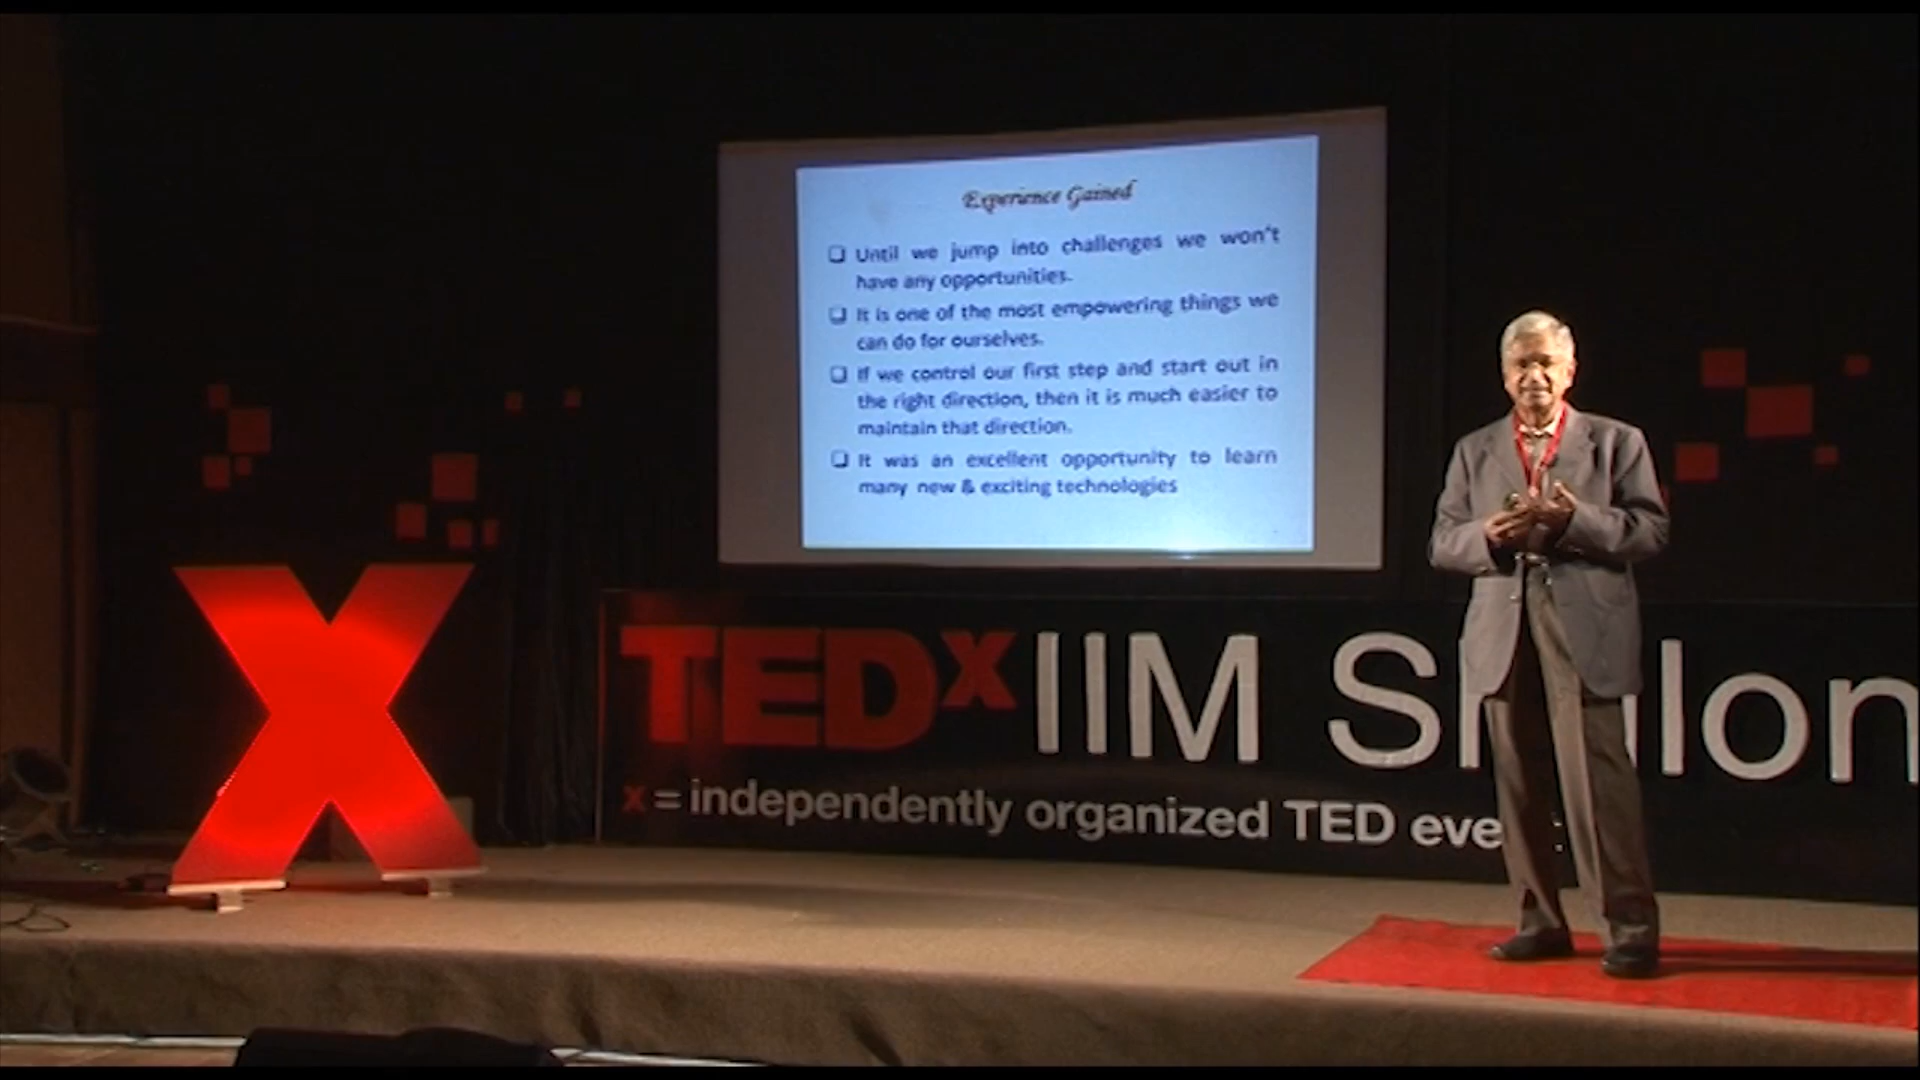 Experience Gained
Until we jump into challenges we won't
have any opportunities.
It is one of the most empowering things we
can do for ourselves.
If we control our first step and start out in
the right direction, then it is much easier to
maintain that direction.
It was an excellent opportunity to learn
many new & exciting technologies
X
TEDx IIM
x = independently organized TED